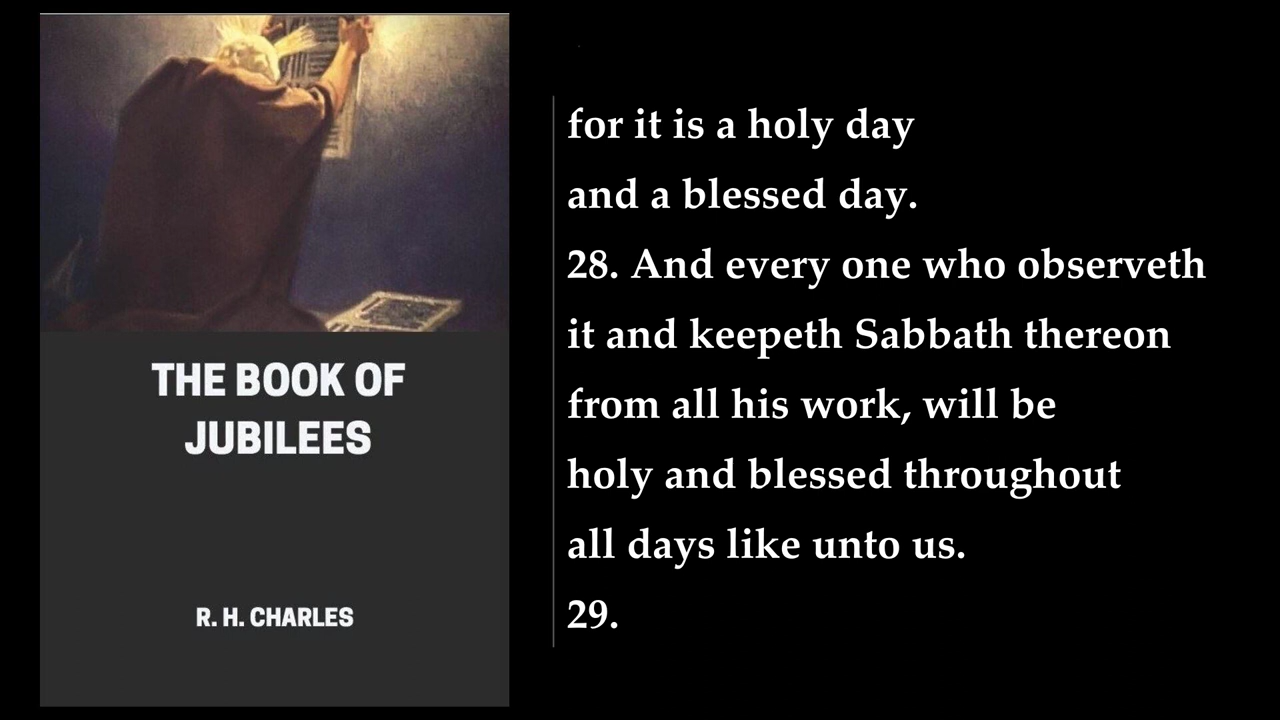 THE BOOK OF
JUBILEES
R. H. CHARLES
for it is a holy day
and a blessed day.
28. And every one who observeth
it and keepeth Sabbath thereon
from all his work, will be
holy and blessed throughout
all days like unto us.
29.